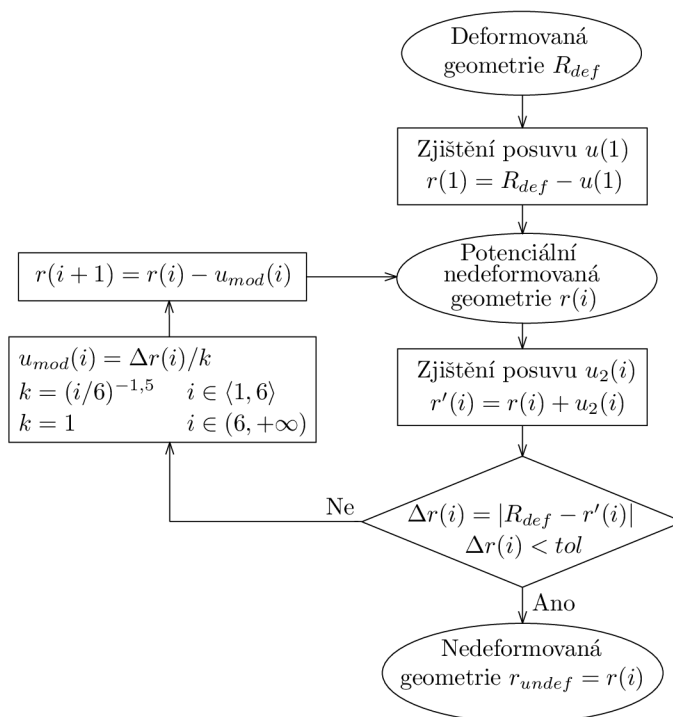 Deformovaná
geometrie $R_{def}$
Zjištění posuvu $u(1)$
$r(1) = R_{def} - u(1)$
Potenciální
nedeformovaná
geometrie $r(i)$
$r(i+1) = r(i) - u_{mod}(i)$
$u_{mod}(i) = \Delta r(i)/k$
$k = (i/6)^{-1,5}$ $i \in \langle 1, 6 \rangle$
$k = 1$ $i \in (6, +\infty)$
Zjištění posuvu $u_2(i)$
$r'(i) = r(i) + u_2(i)$
Ne
$\Delta r(i) = |R_{def} - r'(i)|$
$\Delta r(i) < tol$
Ano
Nedeformovaná
geometrie $r_{undef} = r(i)$